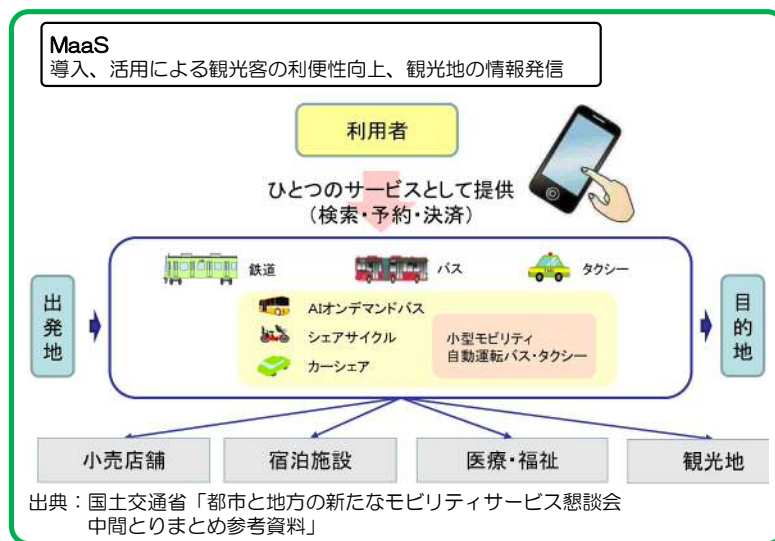 MaaS
導入、活用による観光客の利便性向上、観光地の情報発信
利用者
ひとつのサービスとして提供
(検索・予約・決済)
鉄道
バス
タクシー
出発地
AIオンデマンドバス
シェアサイクル
カーシェア
小型モビリティ
自動運転バス・タクシー
目的地
小売店舗
宿泊施設
医療・福祉
観光地
出典：国土交通省「都市と地方の新たなモビリティサービス懇談会
中間とりまとめ参考資料」